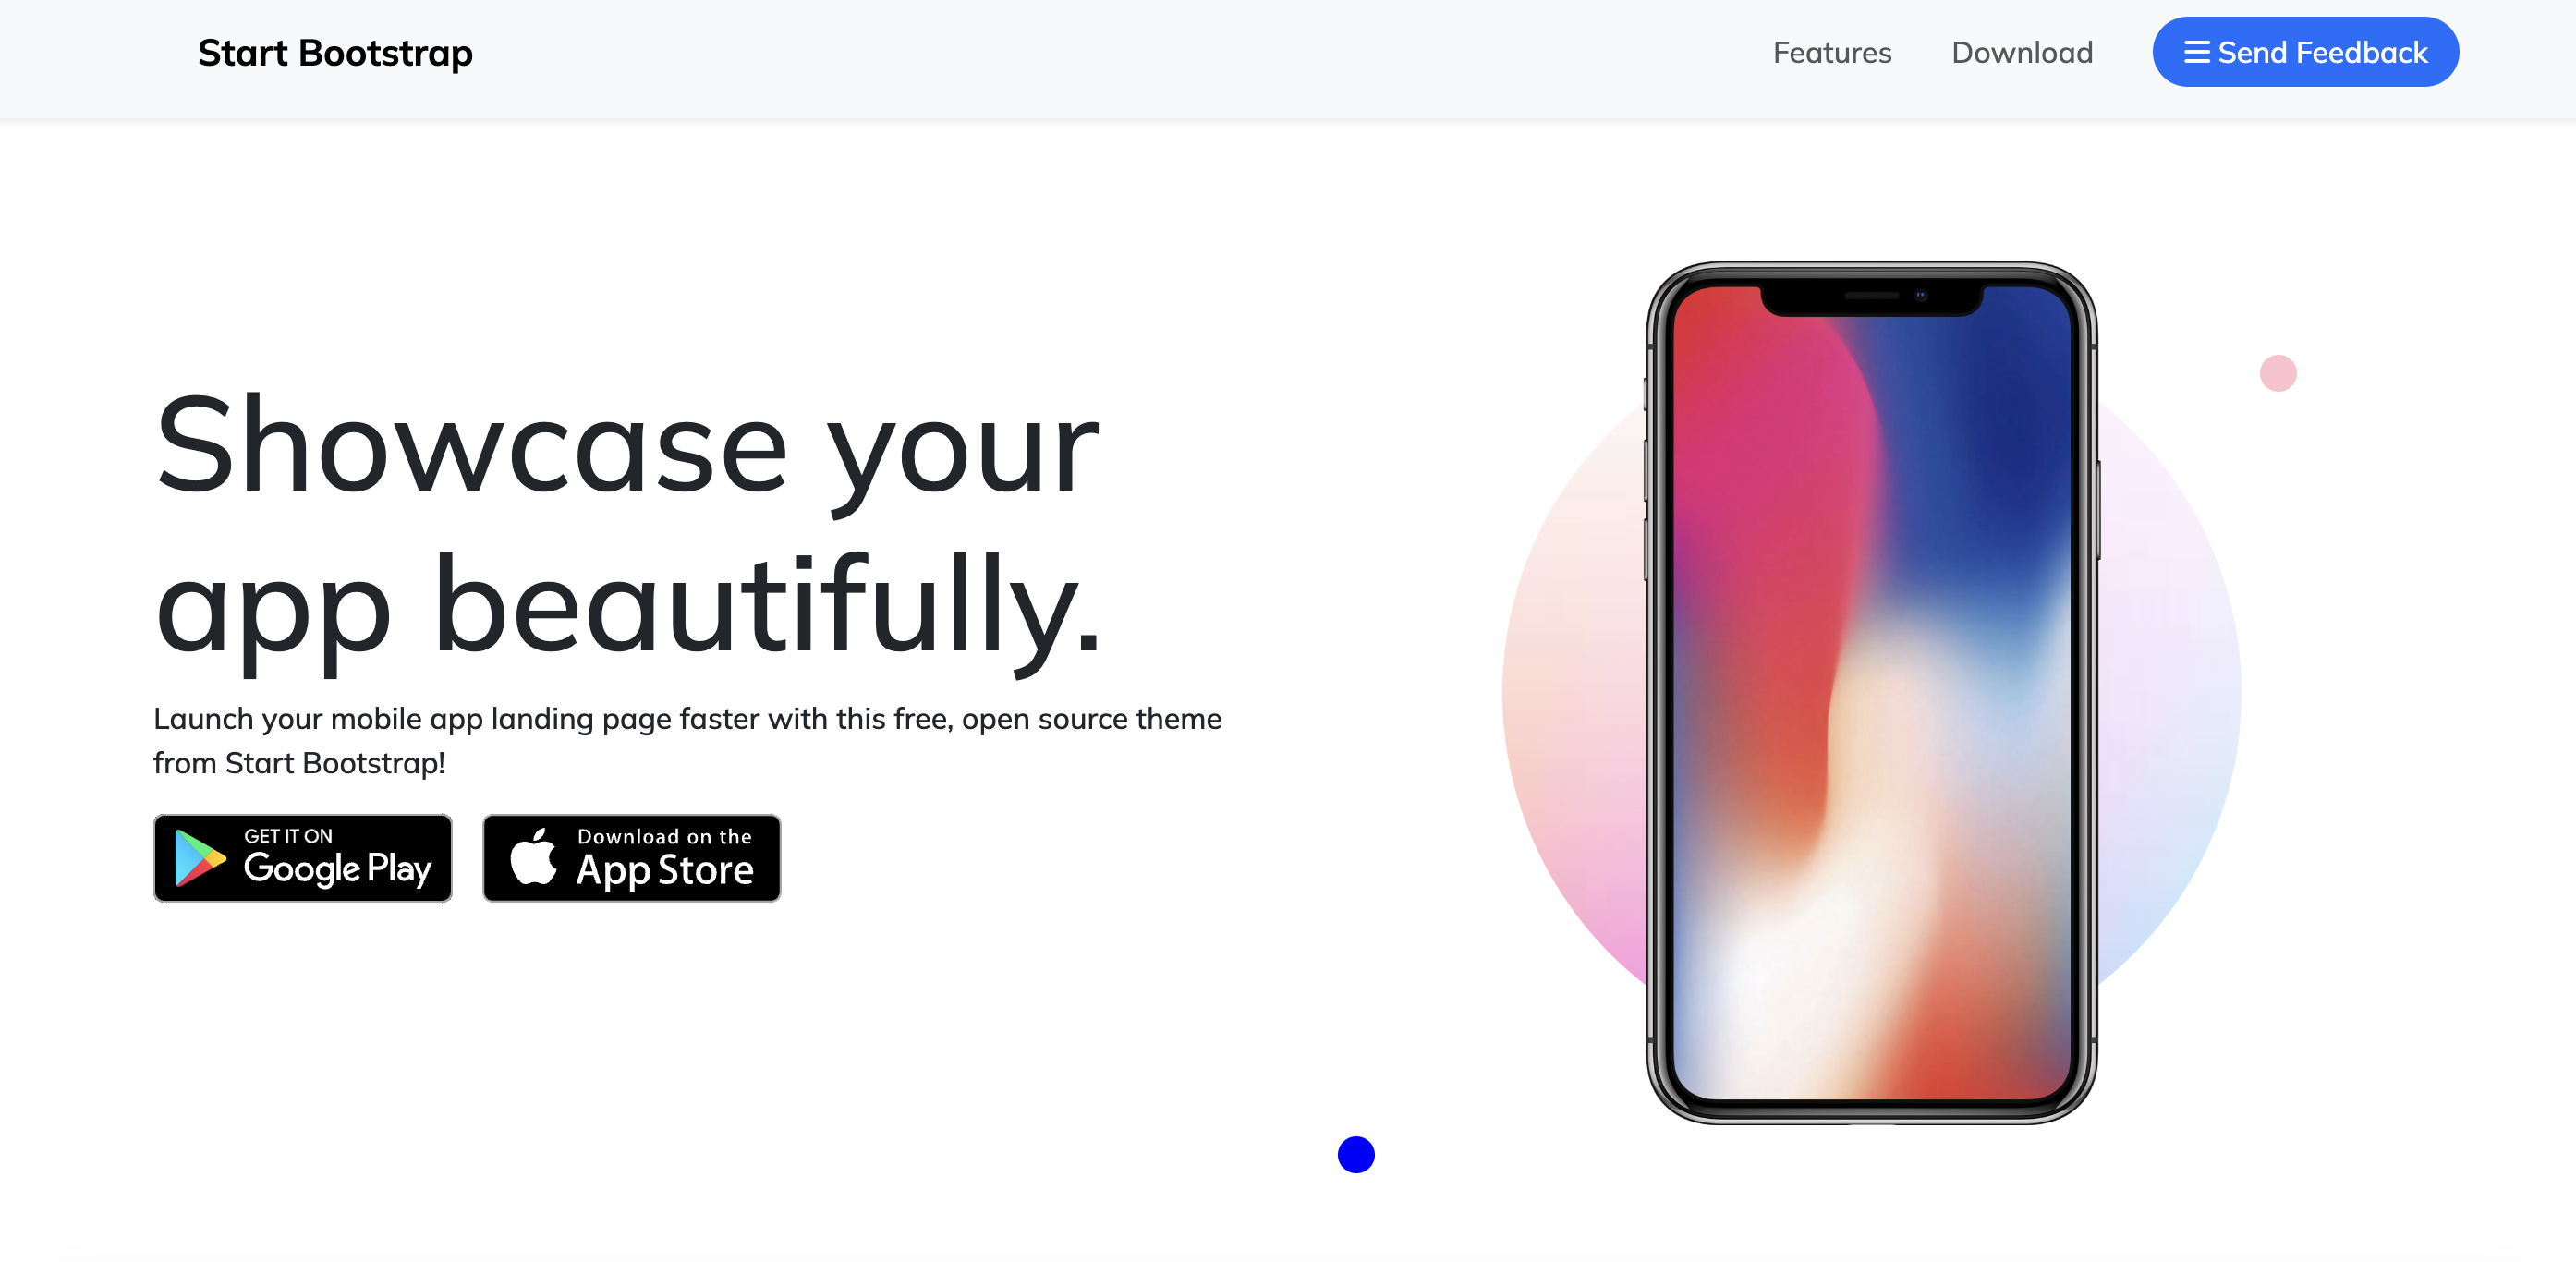 Start Bootstrap
Features
Download
Send Feedback
Showcase your
app beautifully.
Launch your mobile app landing page faster with this free, open source theme
from Start Bootstrap!
GET IT ON
Google Play
Download on the
App Store